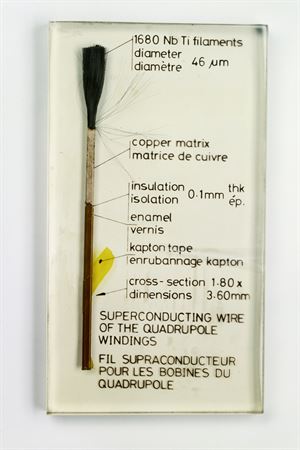 1680 Nb Ti filaments
diameter
diamètre 46 µm
copper matrix
matrice de cuivre
insulation
isolation 0.1mm thk
ép.
enamel
vernis
kapton tape
enrubannage kapton
cross-section 1.80 x
dimensions 3.60mm
SUPERCONDUCTING WIRE
OF THE QUADRUPOLE
WINDINGS
FIL SUPRACONDUCTEUR
POUR LES BOBINES DU
QUADRUPOLE